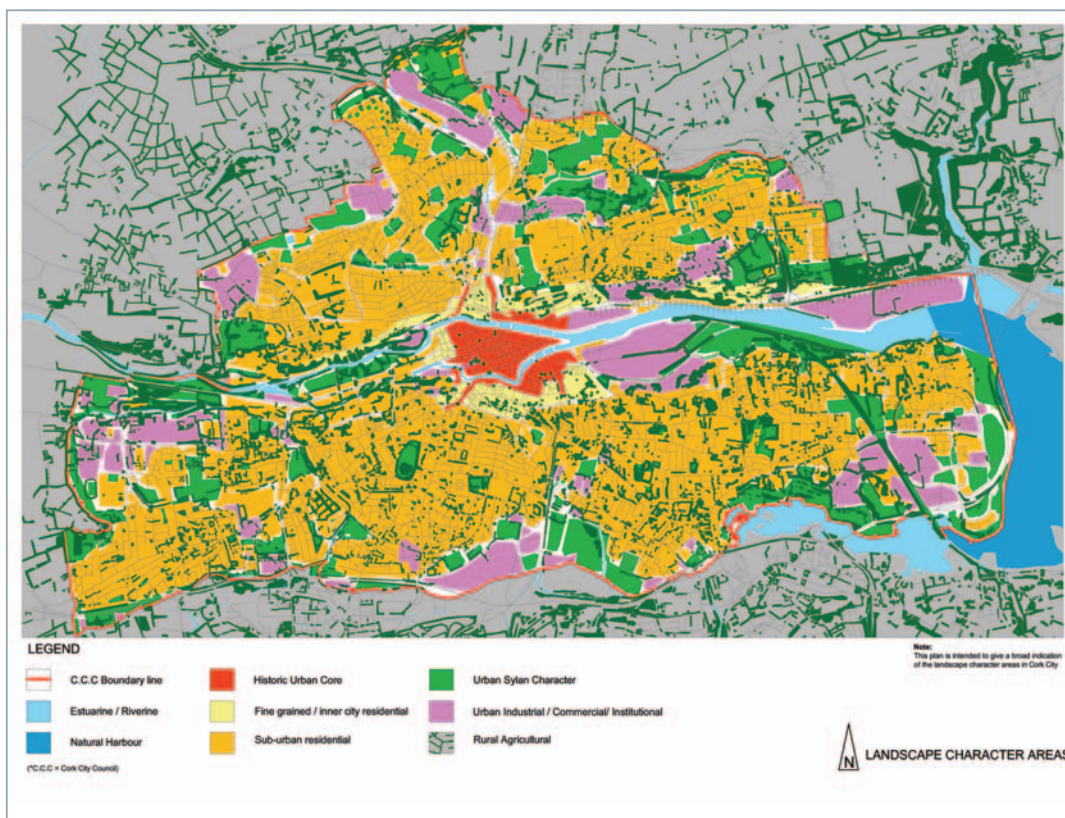 LEGEND
C.C.C Boundary line
Historic Urban Core
Urban Sylan Character
Estuarine / Riverine
Fine grained / inner city residential
Urban Industrial / Commercial/ Institutional
Natural Harbour
Sub-urban residential
Rural Agricultural
(*C.C.C = Cork City Council)
Note:
This plan is intended to give a broad indication
of the landscape character areas in Cork City
N
LANDSCAPE CHARACTER AREAS